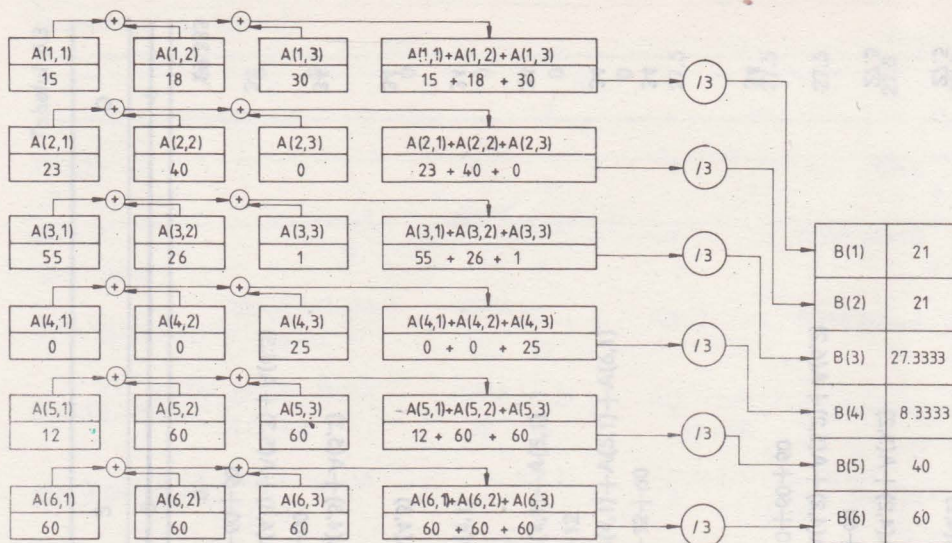 + +
A(1,1) A(1,2) A(1,3) A(1,1)+A(1,2)+A(1,3)
15 18 30 15 + 18 + 30
/3
+ +
A(2,1) A(2,2) A(2,3) A(2,1)+A(2,2)+A(2,3)
23 40 0 23 + 40 + 0
/3
+ +
A(3,1) A(3,2) A(3,3) A(3,1)+A(3,2)+A(3,3)
55 26 1 55 + 26 + 1
/3
+ +
A(4,1) A(4,2) A(4,3) A(4,1)+A(4,2)+A(4,3)
0 0 25 0 + 0 + 25
/3
+ +
A(5,1) A(5,2) A(5,3) A(5,1)+A(5,2)+A(5,3)
12 60 60 12 + 60 + 60
/3
+ +
A(6,1) A(6,2) A(6,3) A(6,1+A(6,2)+A(6,3)
60 60 60 60 + 60 + 60
/3
B(1) 21
B(2) 21
B(3) 27.3333
B(4) 8.3333
B(5) 40
B(6) 60